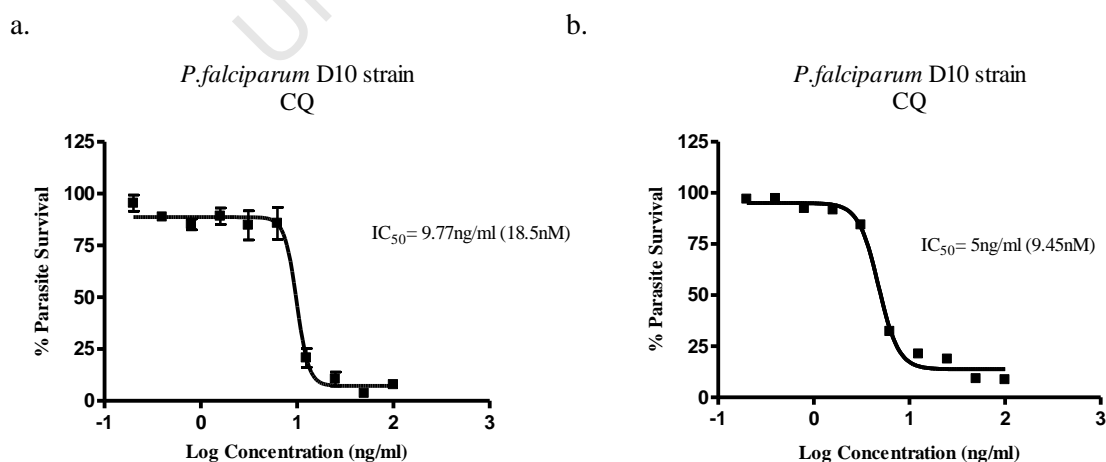 a.
P.falciparum D10 strain
CQ
125
100
75
50
25
0
% Parasite Survival
IC50= 9.77ng/ml (18.5nM)
-1 0 1 2 3
Log Concentration (ng/ml)
b.
P.falciparum D10 strain
CQ
125
100
75
50
25
0
% Parasite Survival
IC50= 5ng/ml (9.45nM)
-1 0 1 2 3
Log Concentration (ng/ml)